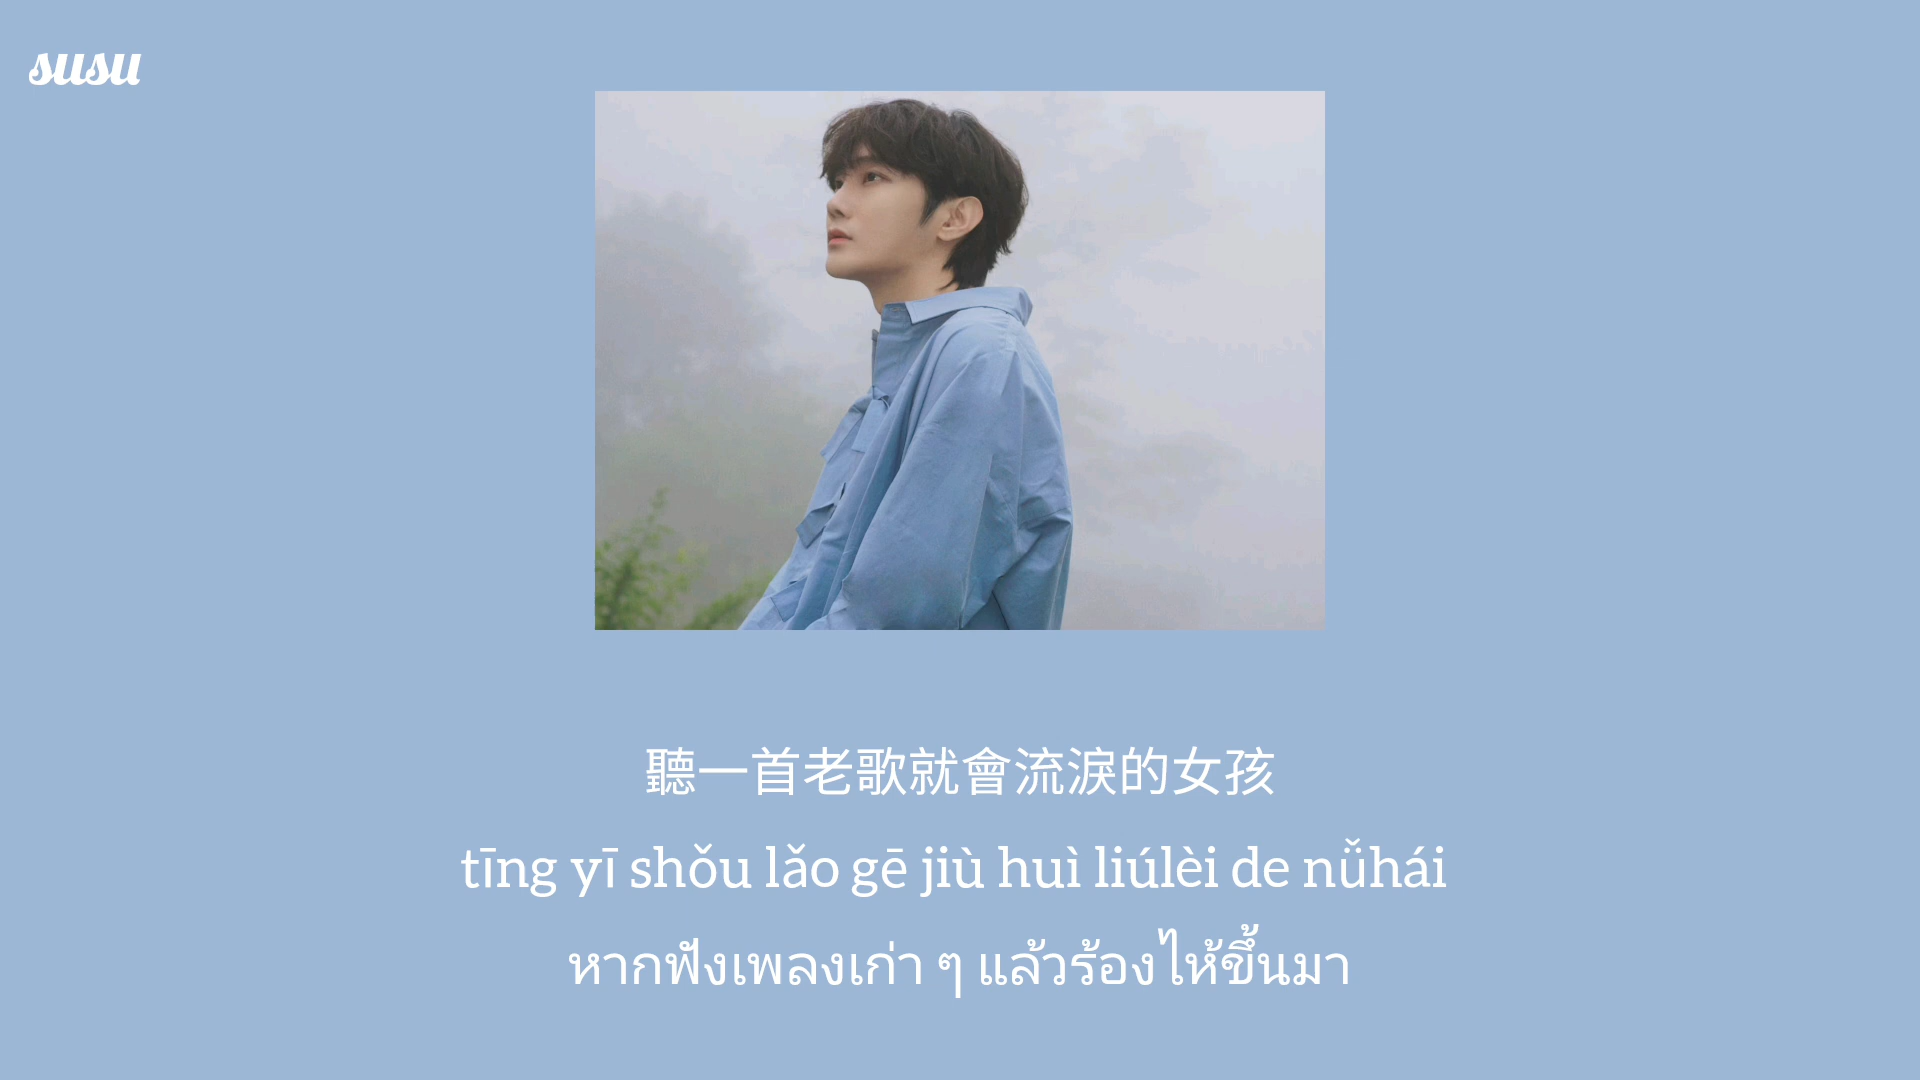 susu
聽一首老歌就會流淚的女孩
tīng yī shǒu lǎo gē jiù huì liúlèi de nǚhái
หากฟังเพลงเก่า ๆ แล้วร้องไห้ขึ้นมา